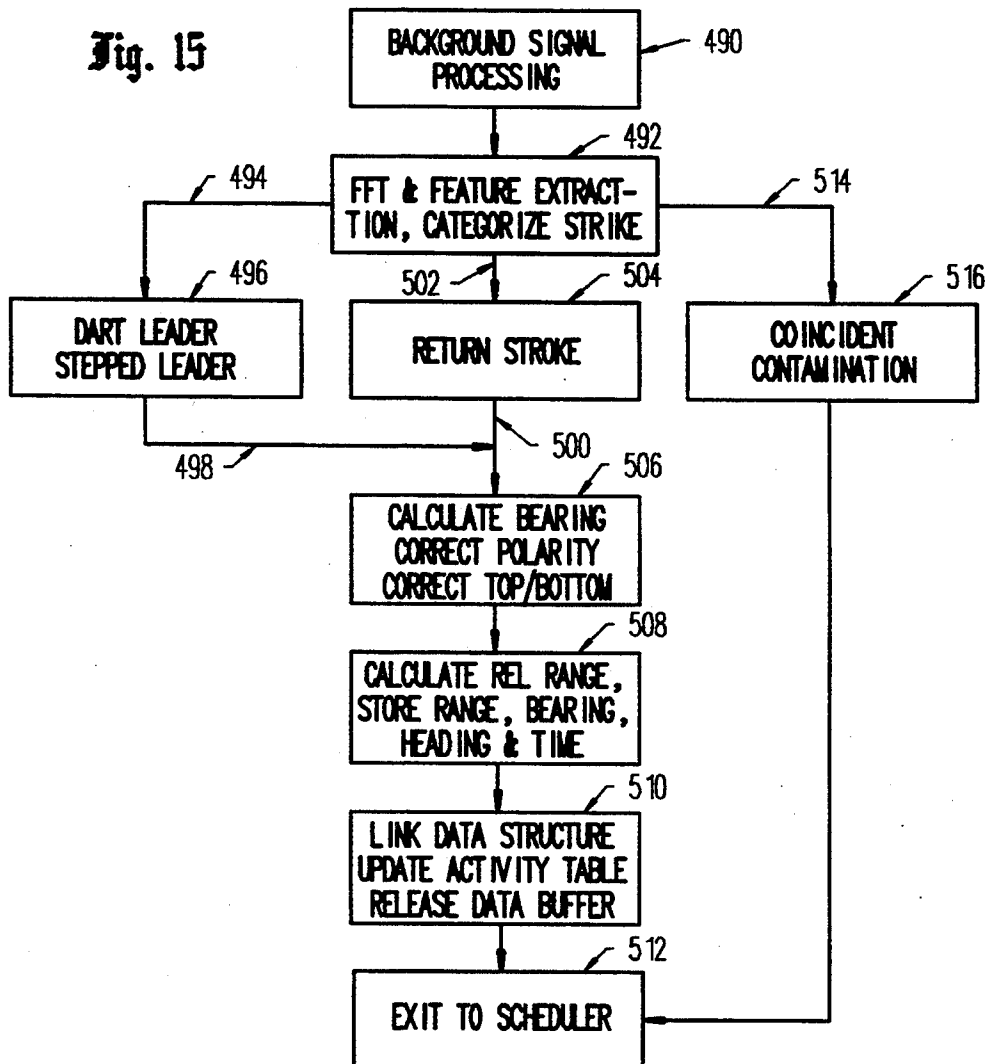 Fig. 15
BACKGROUND SIGNAL
PROCESSING
490
492
FFT & FEATURE EXTRACT-
TION, CATEGORIZE STRIKE
494
514
496
502
504
516
DART LEADER
STEPPED LEADER
RETURN STROKE
COINCIDENT
CONTAMINATION
498
500
506
CALCULATE BEARING
CORRECT POLARITY
CORRECT TOP/BOTTOM
508
CALCULATE REL RANGE,
STORE RANGE, BEARING,
HEADING & TIME
510
LINK DATA STRUCTURE
UPDATE ACTIVITY TABLE
RELEASE DATA BUFFER
512
EXIT TO SCHEDULER